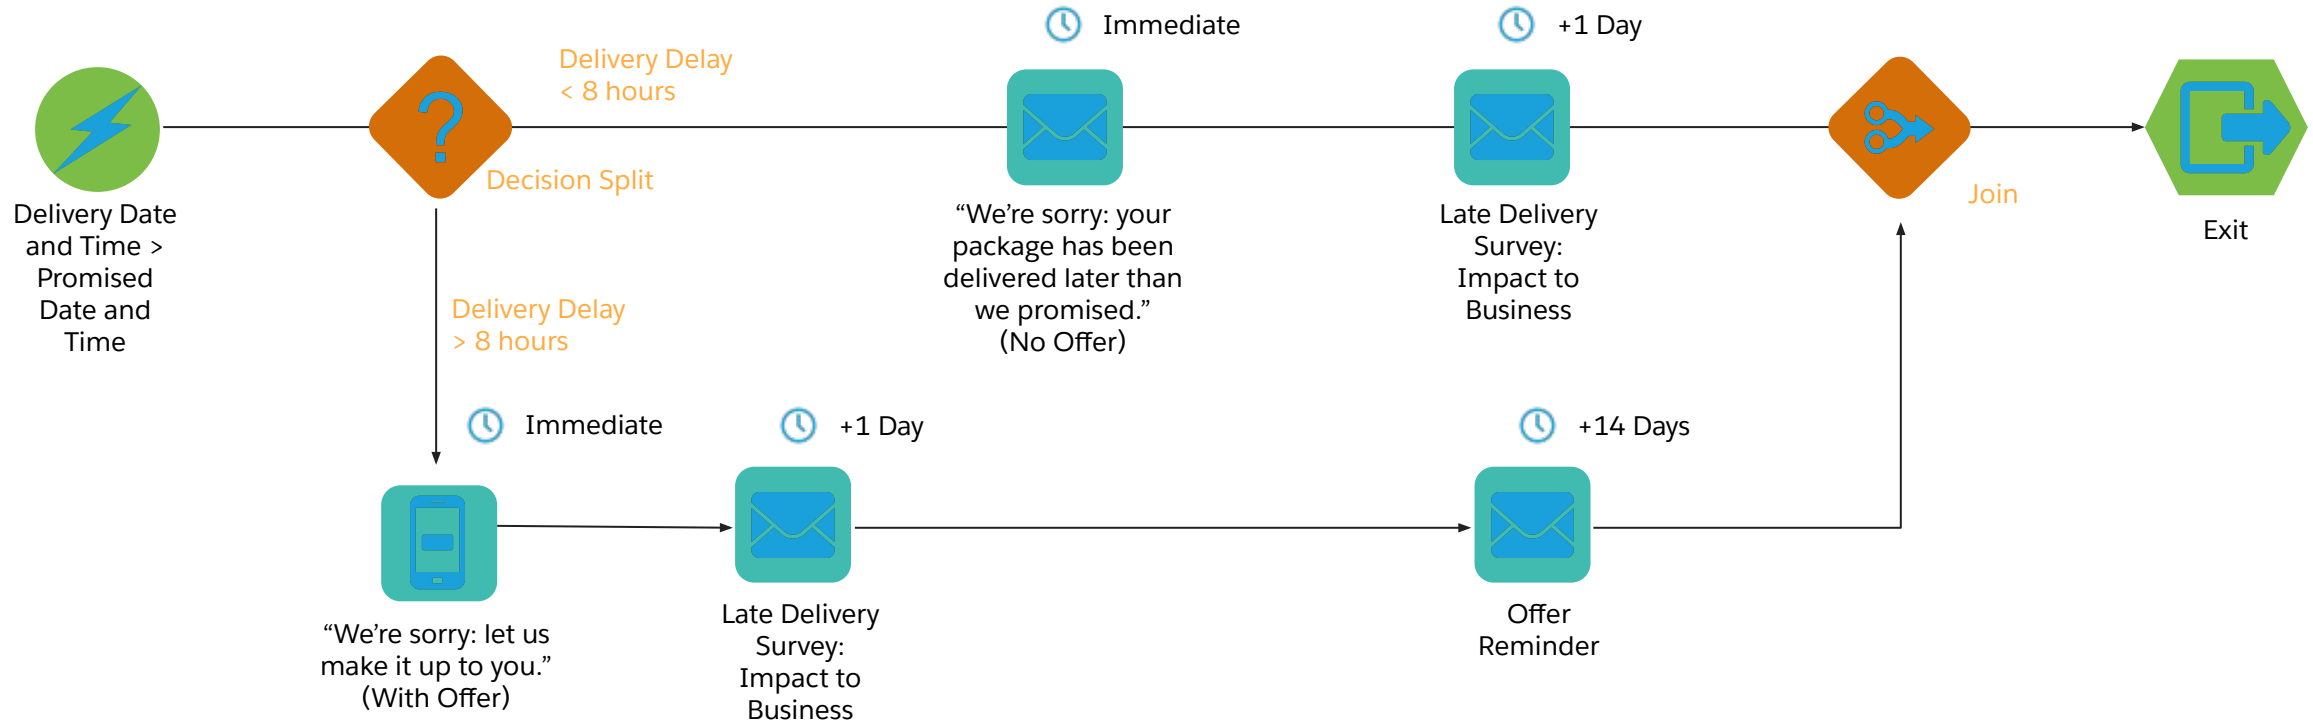 Immediate
+1 Day
Delivery Delay
< 8 hours
Decision Split
Delivery Date
and Time >
Promised
Date and
Time
“We’re sorry: your
package has been
delivered later than
we promised.”
(No Offer)
Late Delivery
Survey:
Impact to
Business
Join
Exit
Delivery Delay
> 8 hours
Immediate
+1 Day
+14 Days
“We’re sorry: let us
make it up to you.”
(With Offer)
Late Delivery
Survey:
Impact to
Business
Offer
Reminder